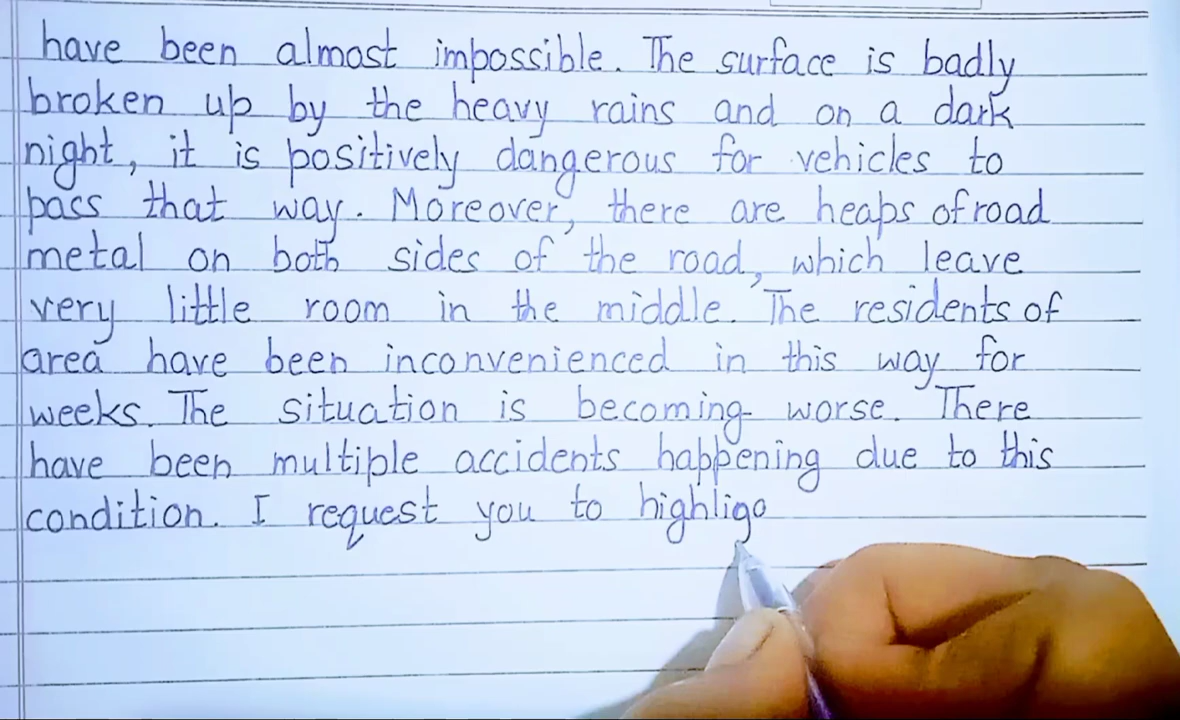 have been almost impossible. The surface is badly
broken up by the heavy rains and on a dark
night, it is positively dangerous for vehicles to
pass that way. Moreover, there are heaps of road
metal on both sides of the road, which leave
very little room in the middle. The residents of
area have been inconvenienced in this way for
weeks. The situation is becoming worse. There
have been multiple accidents happening due to this
condition. I request you to highligo